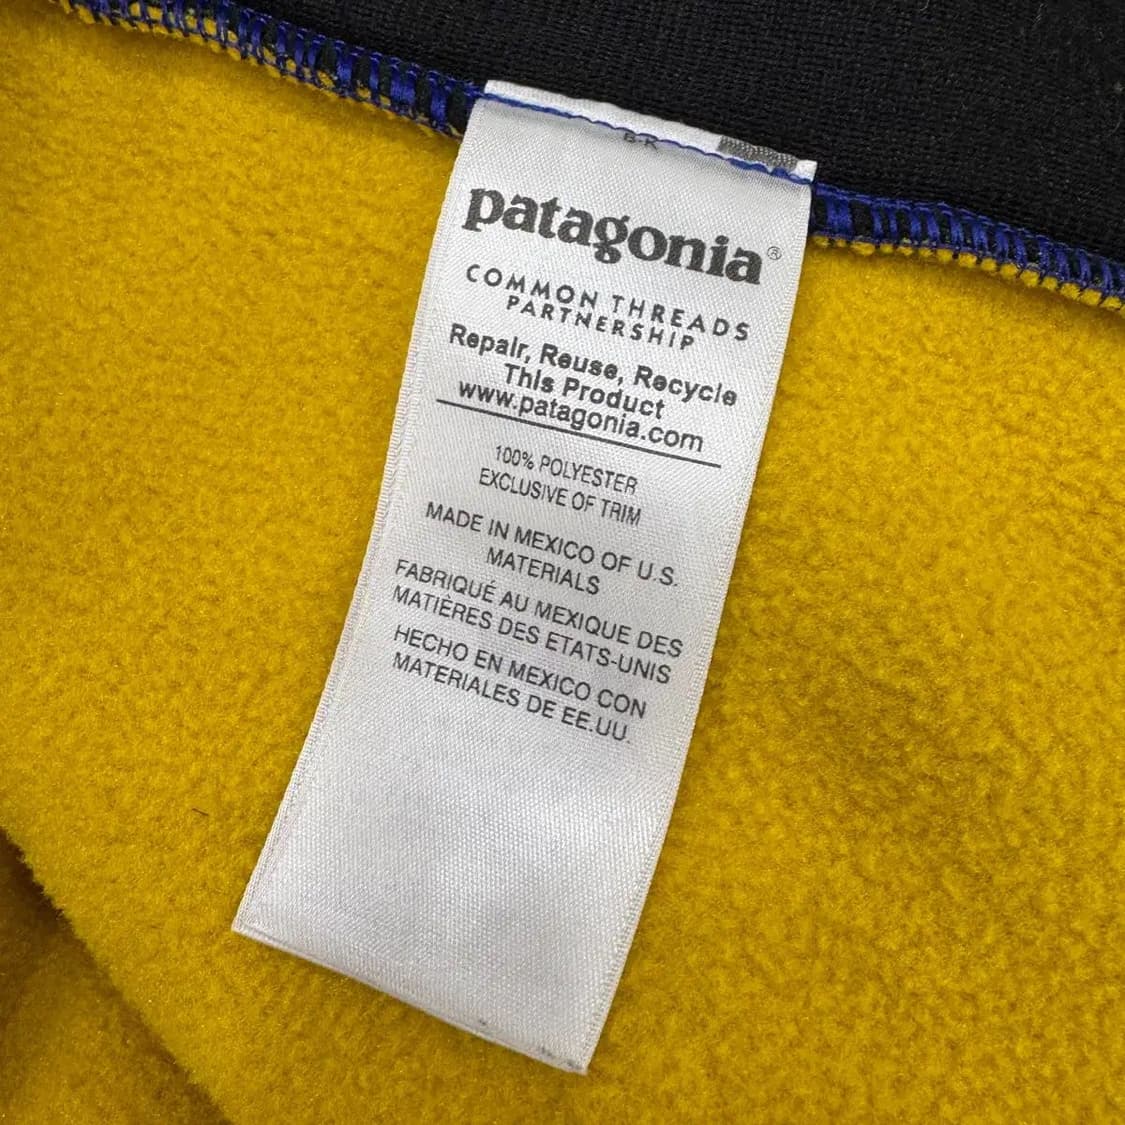 patagonia®
COMMON THREADS
PARTNERSHIP
Repair, Reuse, Recycle
This Product
www.patagonia.com
100% POLYESTER
EXCLUSIVE OF TRIM
MADE IN MEXICO OF U.S.
MATERIALS
FABRIQUÉ AU MEXIQUE DES
MATIÈRES DES ETATS-UNIS
HECHO EN MEXICO CON
MATERIALES DE EE.UU.